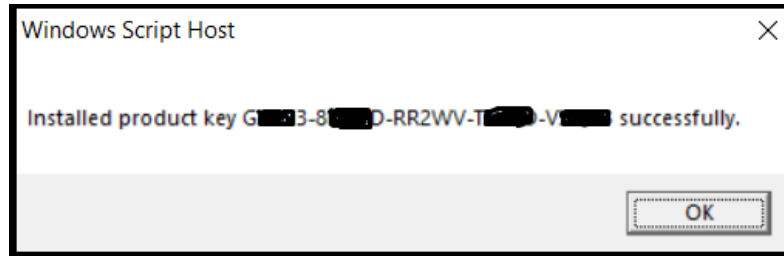 Windows Script Host
Installed product key G 3-8 D-RR2WV-T -V successfully.
OK